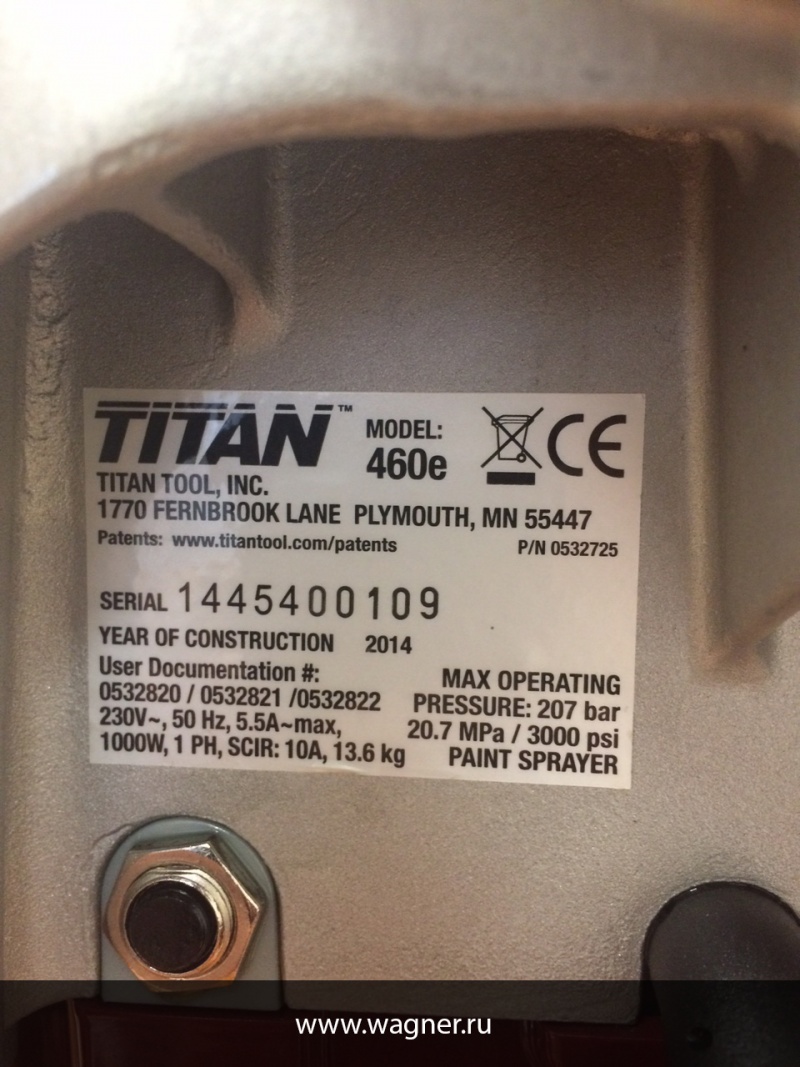 TITAN™
MODEL:
460e
CE
TITAN TOOL, INC.
1770 FERNBROOK LANE PLYMOUTH, MN 55447
Patents: www.titantool.com/patents
P/N 0532725
SERIAL 1445400109
YEAR OF CONSTRUCTION 2014
User Documentation #:
0532820 / 0532821 /0532822
230V~, 50 Hz, 5.5A~max,
1000W, 1 PH, SCIR: 10A, 13.6 kg
MAX OPERATING
PRESSURE: 207 bar
20.7 MPa / 3000 psi
PAINT SPRAYER
www.wagner.ru